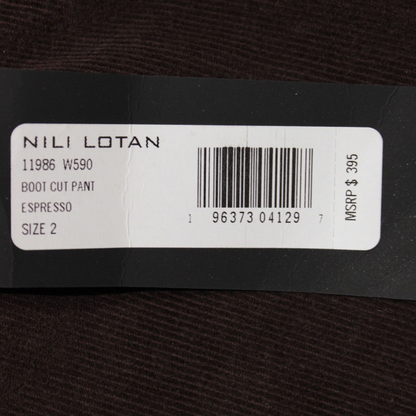 NILI LOTAN
11986 W590
BOOT CUT PANT
ESPRESSO
SIZE 2
1 96373 04129 7
MSRP $ 395